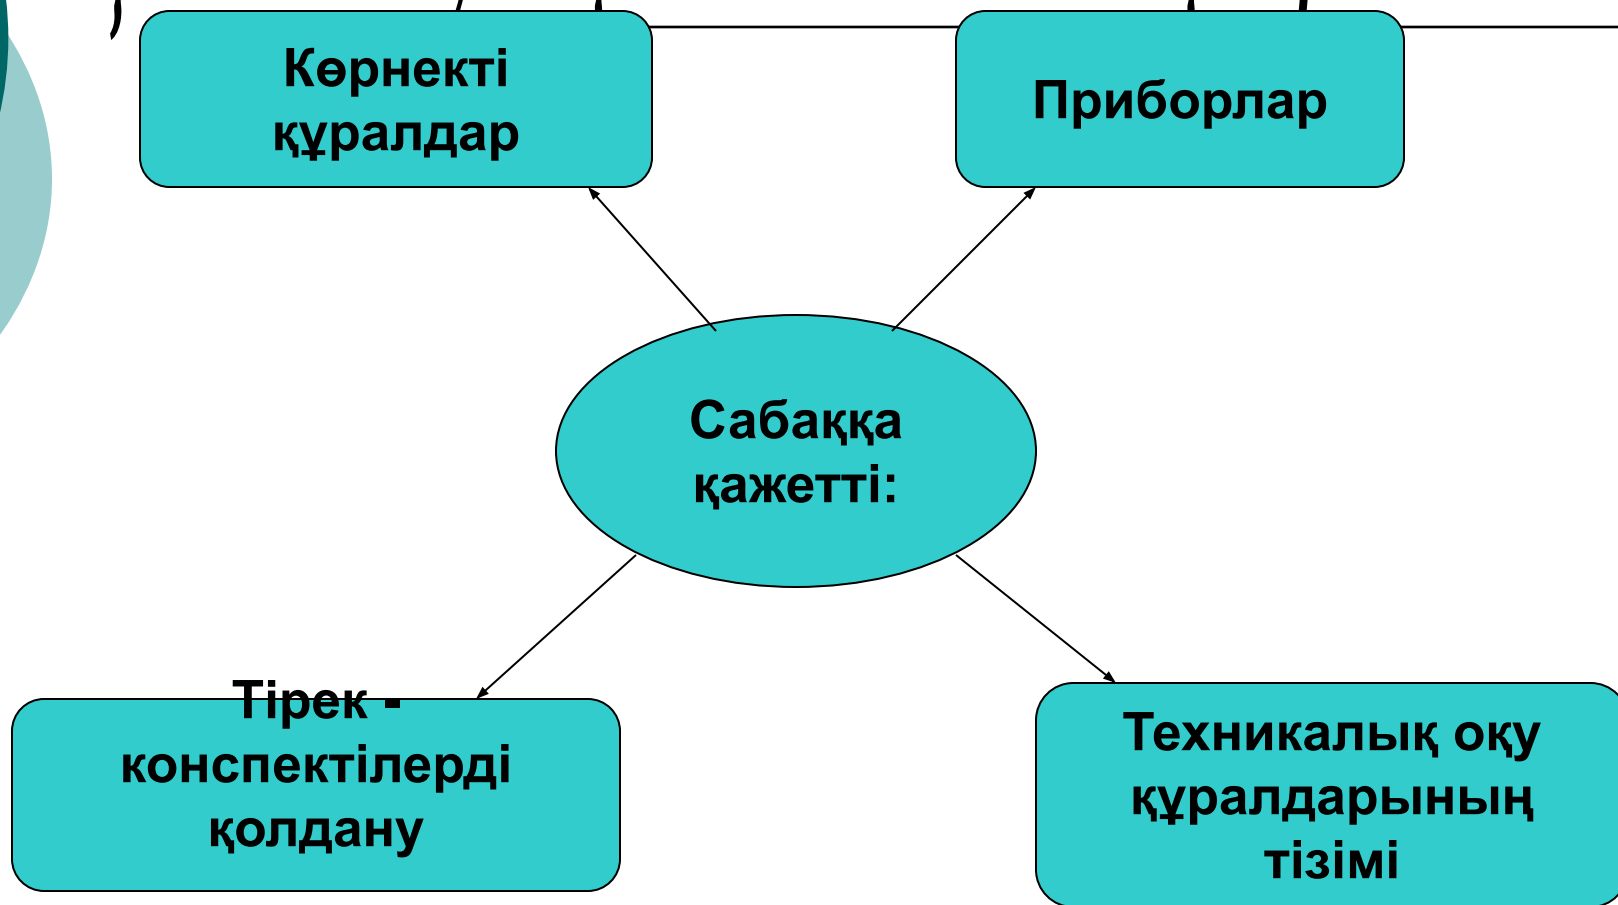 Көрнекті
құралдар
Приборлар
Сабаққа
қажетті:
Тірек -
конспектілерді
қолдану
Техникалық оқу
құралдарының
тізімі